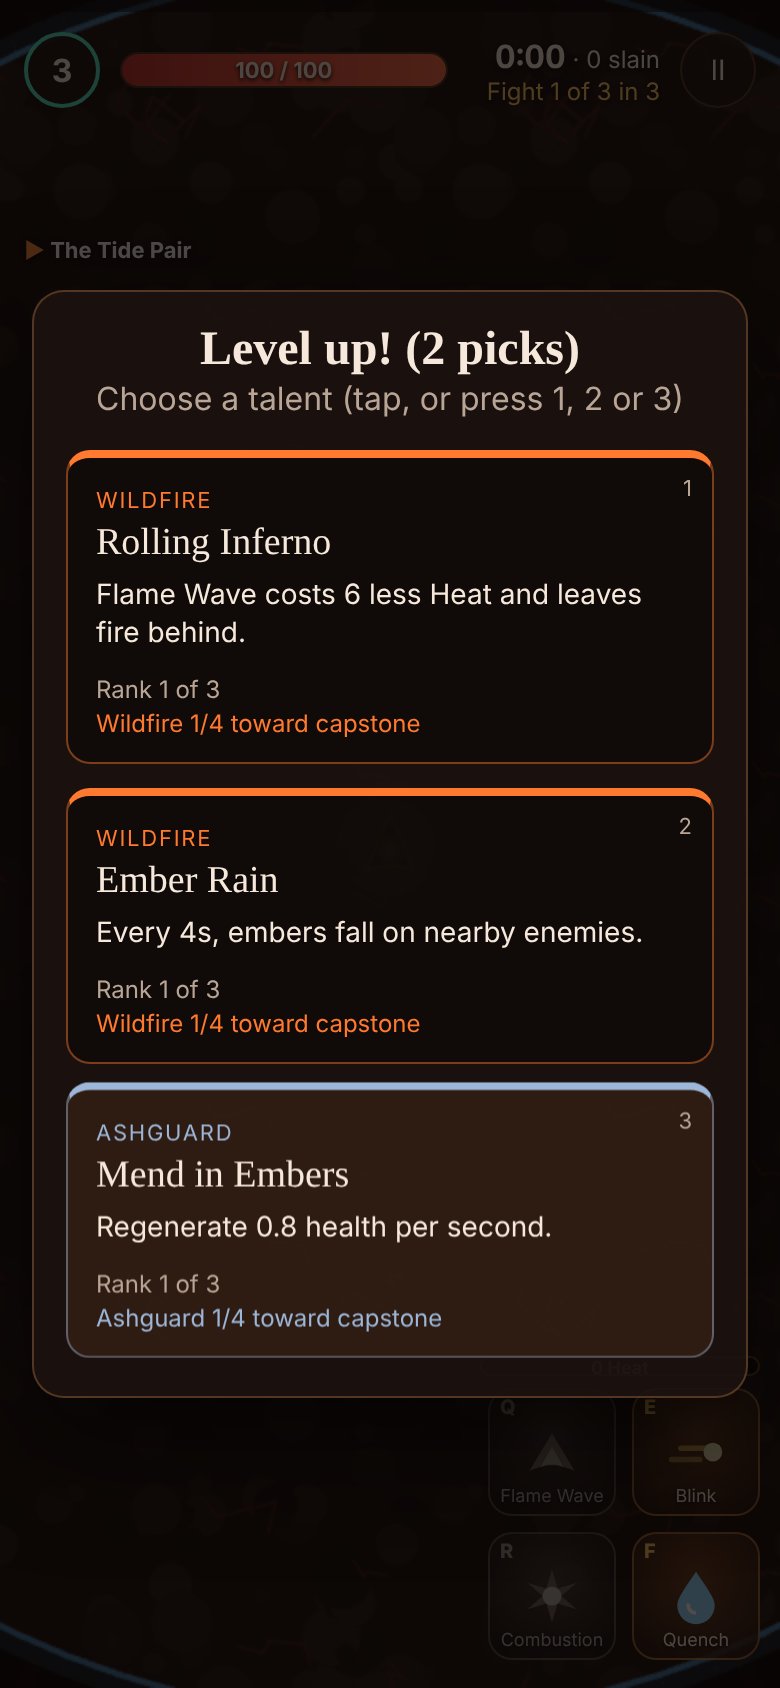 3
100 / 100
0:00 · 0 slain
Fight 1 of 3 in 3
The Tide Pair
Level up! (2 picks)
Choose a talent (tap, or press 1, 2 or 3)
WILDFIRE
1
Rolling Inferno
Flame Wave costs 6 less Heat and leaves
fire behind.
Rank 1 of 3
Wildfire 1/4 toward capstone
WILDFIRE
2
Ember Rain
Every 4s, embers fall on nearby enemies.
Rank 1 of 3
Wildfire 1/4 toward capstone
ASHGUARD
3
Mend in Embers
Regenerate 0.8 health per second.
Rank 1 of 3
Ashguard 1/4 toward capstone
0 Heat
Q
Flame Wave
E
Blink
R
Combustion
F
Quench